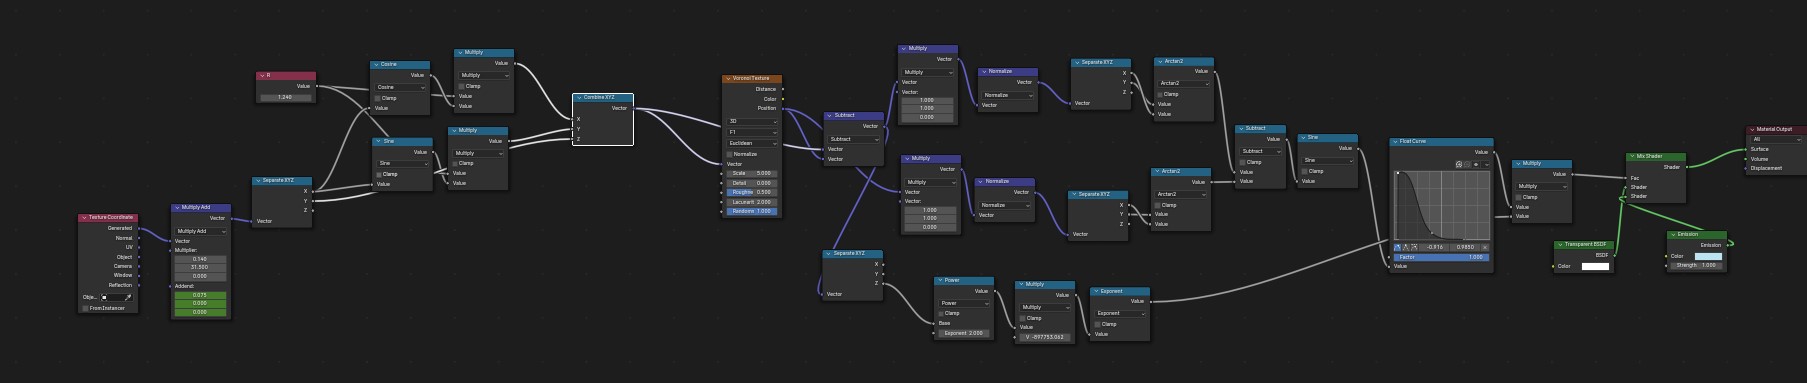 Texture Coordinate
Generated
Normal
UV
Object
Camera
Window
Reflection
Obje...
From Instancer
Multiply Add
Vector
Multiply Add
Vector
Multiplier:
0.140
31.500
0.000
Addend:
0.075
0.000
0.000
R
Value
1.240
Separate XYZ
X
Y
Z
Vector
Cosine
Value
Cosine
Clamp
Value
Sine
Value
Sine
Clamp
Value
Multiply
Value
Multiply
Clamp
Value
Value
Multiply
Value
Multiply
Clamp
Value
Value
Combine XYZ
Vector
X
Y
Z
Voronoi Texture
Distance
Color
Position
3D
F1
Euclidean
Normalize
Vector
Scale 5.000
Detail 0.000
Roughne 0.500
Lacunarit 2.000
Randomn 1.000
Subtract
Vector
Subtract
Vector
Vector
Multiply
Vector
Multiply
Vector
Vector:
1.000
1.000
0.000
Normalize
Vector
Normalize
Vector
Separate XYZ
X
Y
Z
Vector
Arctan2
Value
Arctan2
Clamp
Value
Value
Multiply
Vector
Multiply
Vector
Vector:
1.000
1.000
0.000
Normalize
Vector
Normalize
Vector
Separate XYZ
X
Y
Z
Vector
Arctan2
Value
Arctan2
Clamp
Value
Value
Separate XYZ
X
Y
Z
Vector
Power
Value
Power
Clamp
Base
Exponent 2.000
Multiply
Value
Multiply
Clamp
Value
V -897753.062
Exponent
Value
Exponent
Clamp
Value
Subtract
Value
Subtract
Clamp
Value
Value
Sine
Value
Sine
Clamp
Value
Float Curve
Value
-0.916
0.9850
Factor 1.000
Value
Multiply
Value
Multiply
Clamp
Value
Value
Transparent BSDF
BSDF
Color
Mix Shader
Shader
Fac
Shader
Shader
Emission
Emission
Color
Strength 1.000
Material Output
All
Surface
Volume
Displacement